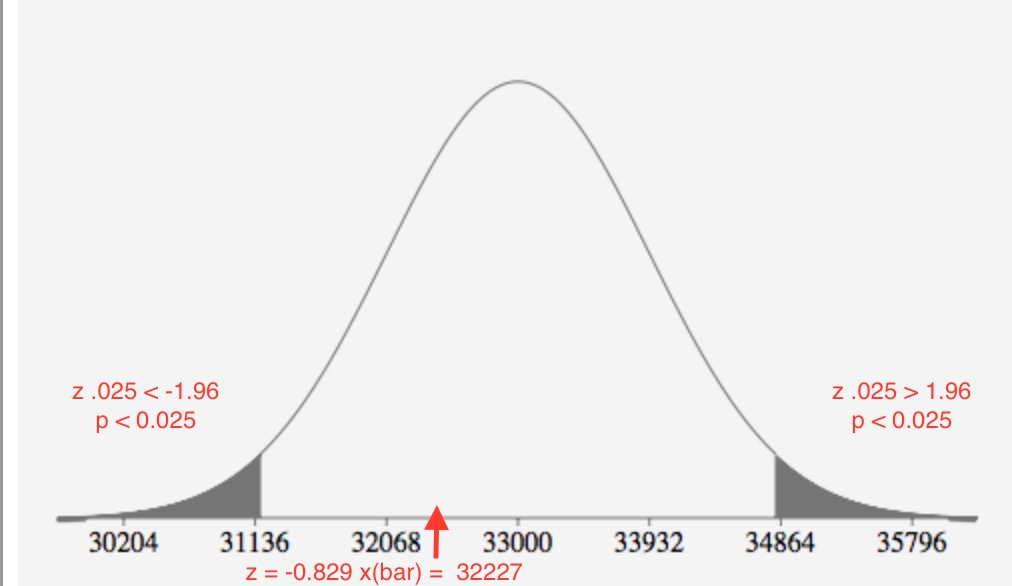 z .025 < -1.96
p < 0.025
z .025 > 1.96
p < 0.025
30204 31136 32068 33000 33932 34864 35796
z = -0.829 x(bar) = 32227